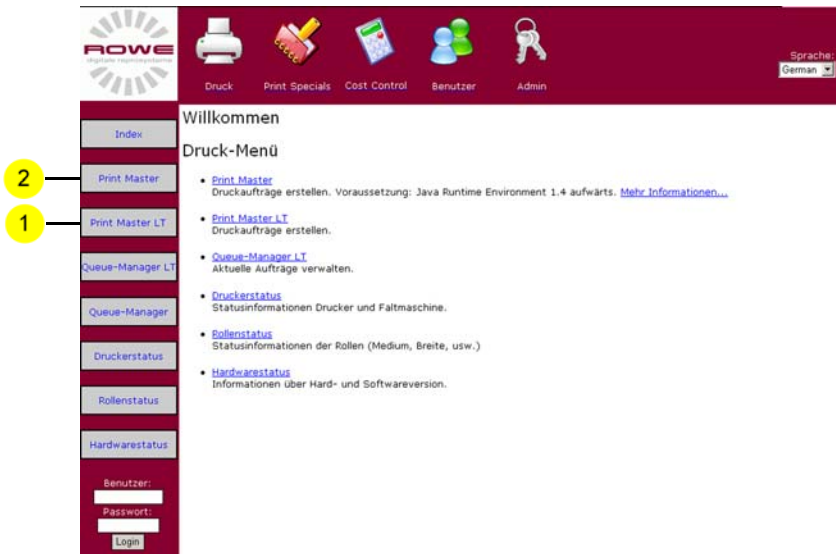 ROWE
digitale reprosysteme
Druck
Print Specials
Cost Control
Benutzer
Admin
Sprache:
German
Index
2
Print Master
1
Print Master LT
Queue-Manager LT
Queue-Manager
Druckerstatus
Rollenstatus
Hardwarestatus
Benutzer:
Passwort:
Login
Willkommen
Druck-Menü
• Print Master
Druckaufträge erstellen. Voraussetzung: Java Runtime Environment 1.4 aufwärts. Mehr Informationen...
• Print Master LT
Druckaufträge erstellen.
• Queue-Manager LT
Aktuelle Aufträge verwalten.
• Druckerstatus
Statusinformationen Drucker und Faltmaschine.
• Rollenstatus
Statusinformationen der Rollen (Medium, Breite, usw.)
• Hardwarestatus
Informationen über Hard- und Softwareversion.